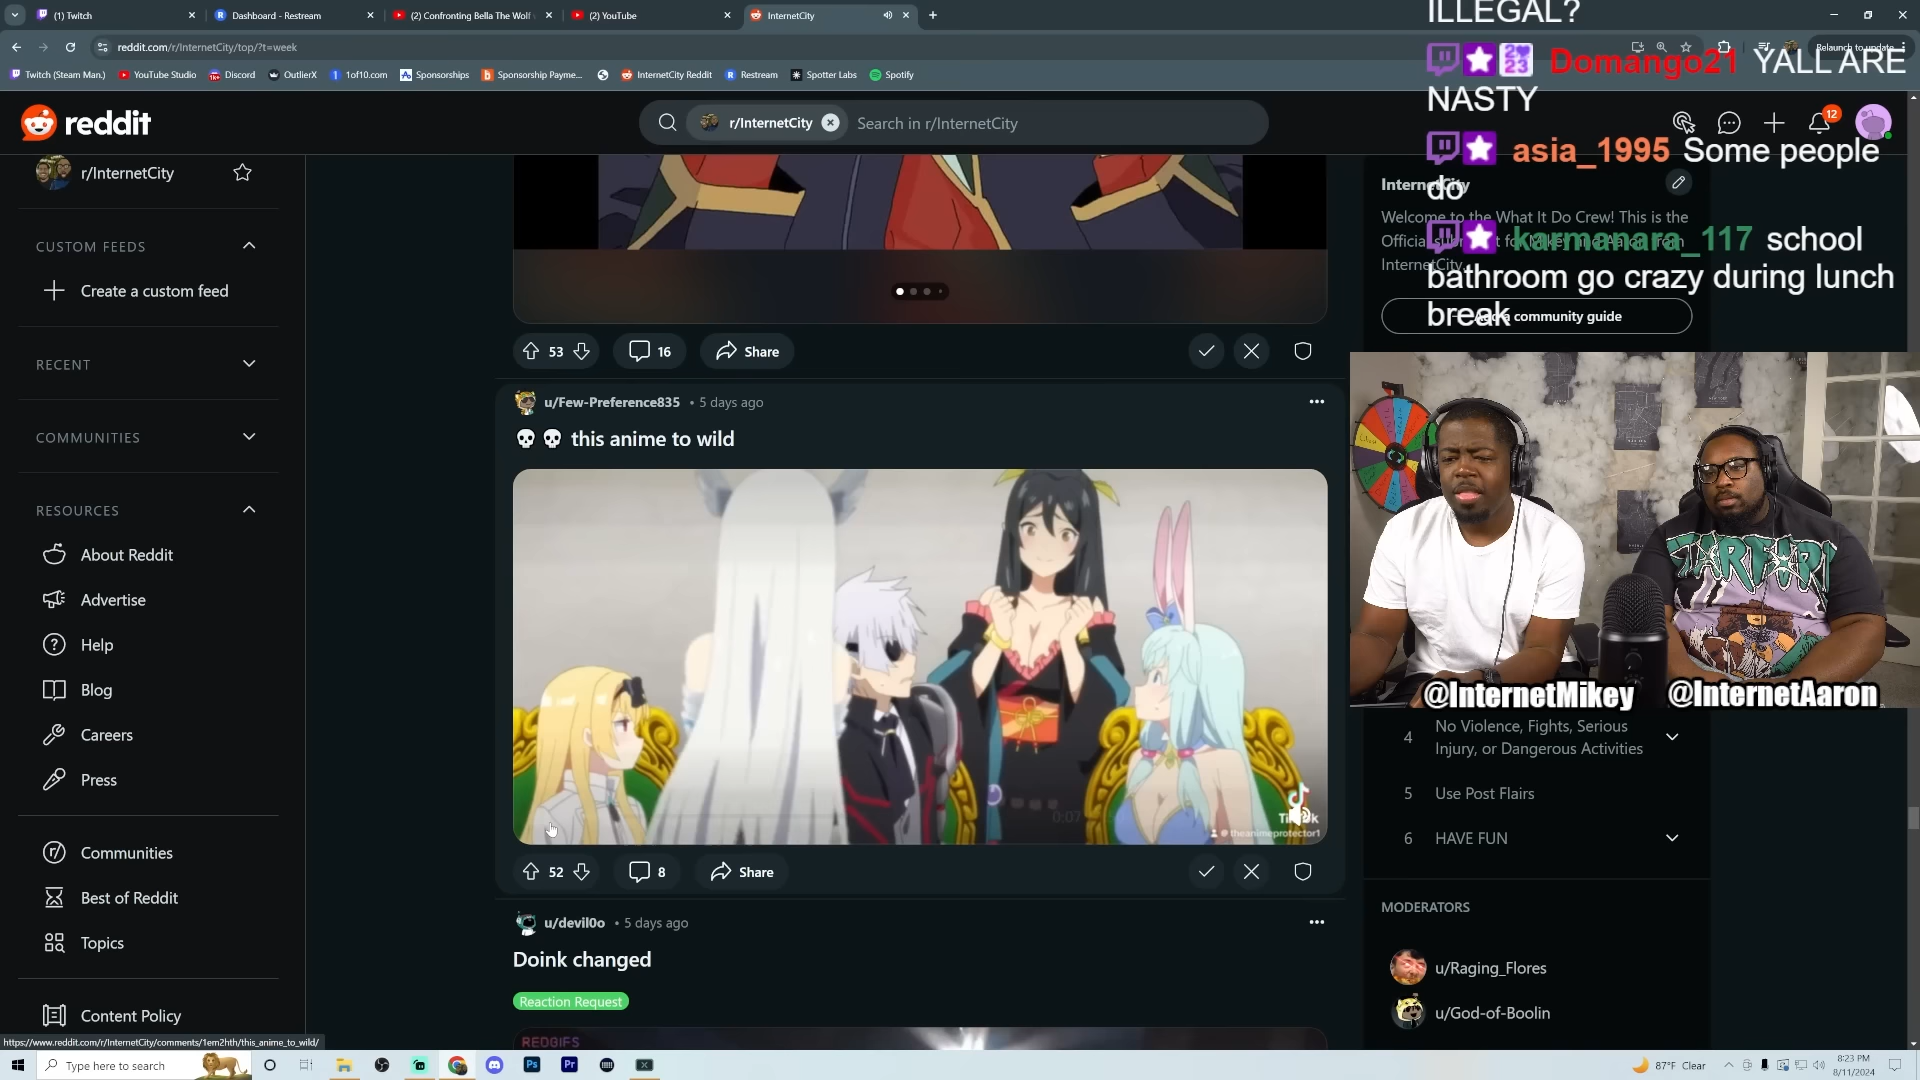 (1) Twitch
Dashboard - Restream
(2) Confronting Bella The Wolf
(2) YouTube
InternetCity
reddit.com/r/InternetCity/top/?t=week
Relaunch to update
Twitch (Steam Man.)
YouTube Studio
Discord
OutlierX
1of10.com
Sponsorships
Sponsorship Payme...
InternetCity Reddit
Restream
Spotter Labs
Spotify
reddit
r/InternetCity
Search in r/InternetCity
12
ILLEGAL?
Domango21 YALL ARE
NASTY
asia_1995 Some people
do
karmanara_117 school
bathroom go crazy during lunch
break
r/InternetCity
CUSTOM FEEDS
Create a custom feed
RECENT
COMMUNITIES
RESOURCES
About Reddit
Advertise
Help
Blog
Careers
Press
Communities
Best of Reddit
Topics
Content Policy
53
16
Share
u/Few-Preference835 • 5 days ago
💀💀 this anime to wild
0:07
TikTok
@theanimeprotector1
52
8
Share
u/devil0o • 5 days ago
Doink changed
Reaction Request
REDGIFS
InternetCity
Welcome to the What It Do Crew! This is the
community guide
@InternetMikey
@InternetAaron
4
No Violence, Fights, Serious
Injury, or Dangerous Activities
5 Use Post Flairs
6 HAVE FUN
MODERATORS
u/Raging_Flores
u/God-of-Boolin
https://www.reddit.com/r/InternetCity/comments/1em2hth/this_anime_to_wild/
Type here to search
87°F Clear
8:23 PM
8/11/2024